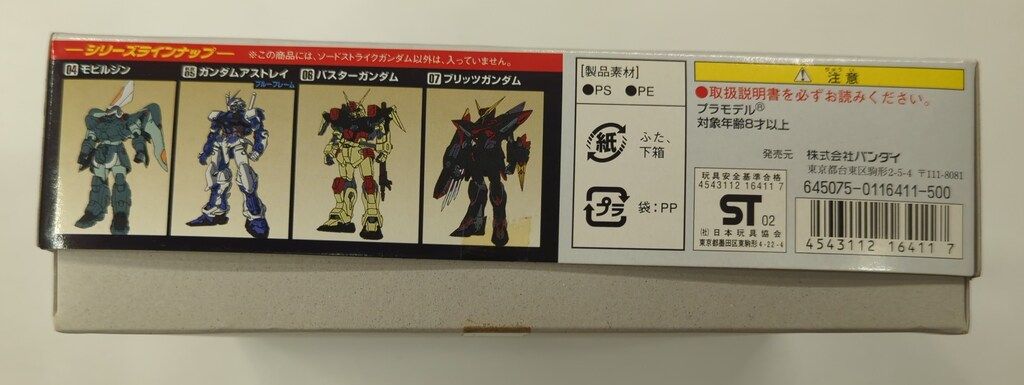 シリーズラインナップ
※この商品には、ソードストライクガンダム以外は、入っていません。
04 モビルジン
05 ガンダムアストレイ
ブルーフレーム
06 バスターガンダム
07 ブリッツガンダム
[製品素材]
●PS ●PE
紙
ふた、
下箱
プラ
袋:PP
注意
●取扱説明書を必ずお読みください。
プラモデル®
対象年齢8才以上
発売元 株式会社バンダイ
東京都台東区駒形2-5-4 〒111-8081
645075-0116411-500
玩具安全基準合格
4543112 16411 7
ST 02
(社)日本玩具協会
東京都墨田区東駒形4-22-4
4543112 164117